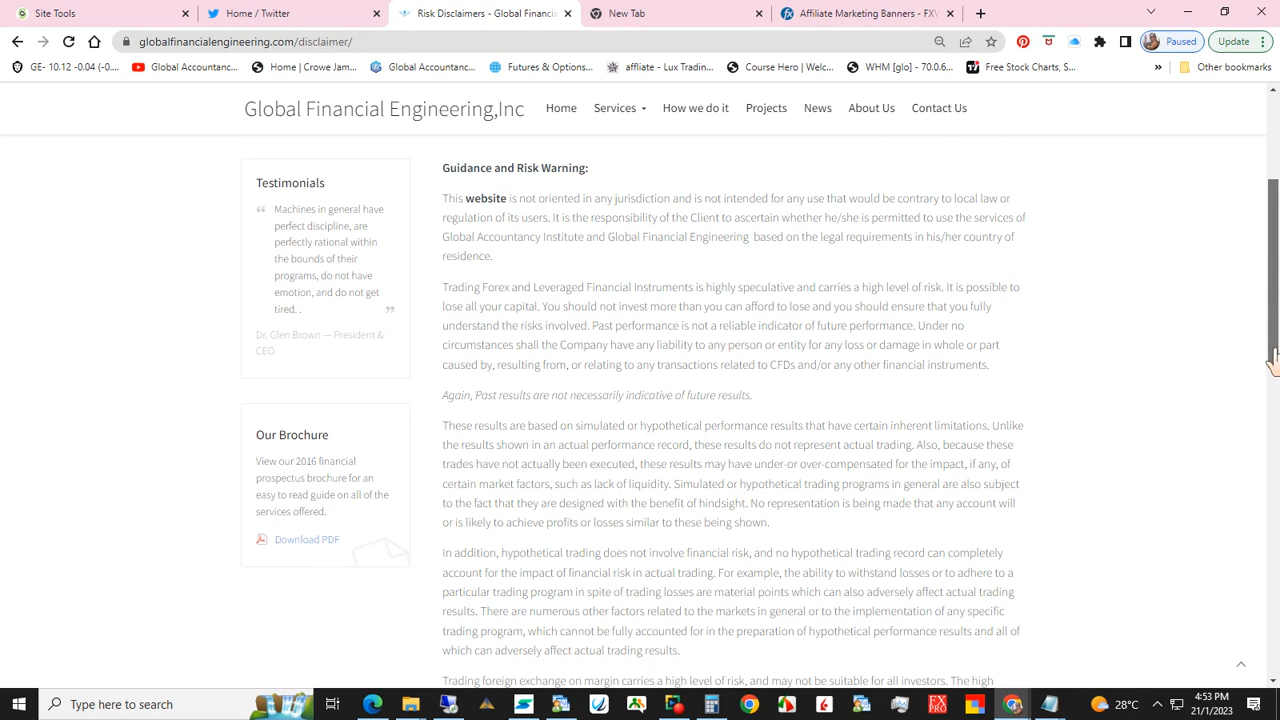 Site Tools
Home / Twitter
Risk Disclaimers - Global Financia
New Tab
Affiliate Marketing Banners - FXV
globalfinancialengineering.com/disclaimer/
Paused
Update
GE- 10.12 -0.04 (-0....
Global Accountanc...
Home | Crowe Jam...
Global Accountanc...
Futures & Options...
affliate - Lux Tradin...
Course Hero | Welc...
WHM [glo] - 70.0.6...
Free Stock Charts, S...
»
Other bookmarks
Global Financial Engineering,Inc
Home
Services
How we do it
Projects
News
About Us
Contact Us
Testimonials
“ Machines in general have
perfect discipline, are
perfectly rational within
the bounds of their
programs, do not have
emotion, and do not get
tired. . ”
Dr. Glen Brown — President &
CEO
Our Brochure
View our 2016 financial
prospectus brochure for an
easy to read guide on all of the
services offered.
Download PDF
Guidance and Risk Warning:
This website is not oriented in any jurisdiction and is not intended for any use that would be contrary to local law or
regulation of its users. It is the responsibility of the Client to ascertain whether he/she is permitted to use the services of
Global Accountancy Institute and Global Financial Engineering based on the legal requirements in his/her country of
residence.
Trading Forex and Leveraged Financial Instruments is highly speculative and carries a high level of risk. It is possible to
lose all your capital. You should not invest more than you can afford to lose and you should ensure that you fully
understand the risks involved. Past performance is not a reliable indicator of future performance. Under no
circumstances shall the Company have any liability to any person or entity for any loss or damage in whole or part
caused by, resulting from, or relating to any transactions related to CFDs and/or any other financial instruments.
Again, Past results are not necessarily indicative of future results.
These results are based on simulated or hypothetical performance results that have certain inherent limitations. Unlike
the results shown in an actual performance record, these results do not represent actual trading. Also, because these
trades have not actually been executed, these results may have under-or over-compensated for the impact, if any, of
certain market factors, such as lack of liquidity. Simulated or hypothetical trading programs in general are also subject
to the fact that they are designed with the benefit of hindsight. No representation is being made that any account will
or is likely to achieve profits or losses similar to these being shown.
In addition, hypothetical trading does not involve financial risk, and no hypothetical trading record can completely
account for the impact of financial risk in actual trading. For example, the ability to withstand losses or to adhere to a
particular trading program in spite of trading losses are material points which can also adversely affect actual trading
results. There are numerous other factors related to the markets in general or to the implementation of any specific
trading program, which cannot be fully accounted for in the preparation of hypothetical performance results and all of
which can adversely affect actual trading results.
Trading foreign exchange on margin carries a high level of risk, and may not be suitable for all investors. The high
Type here to search
28°C
4:53 PM
21/1/2023